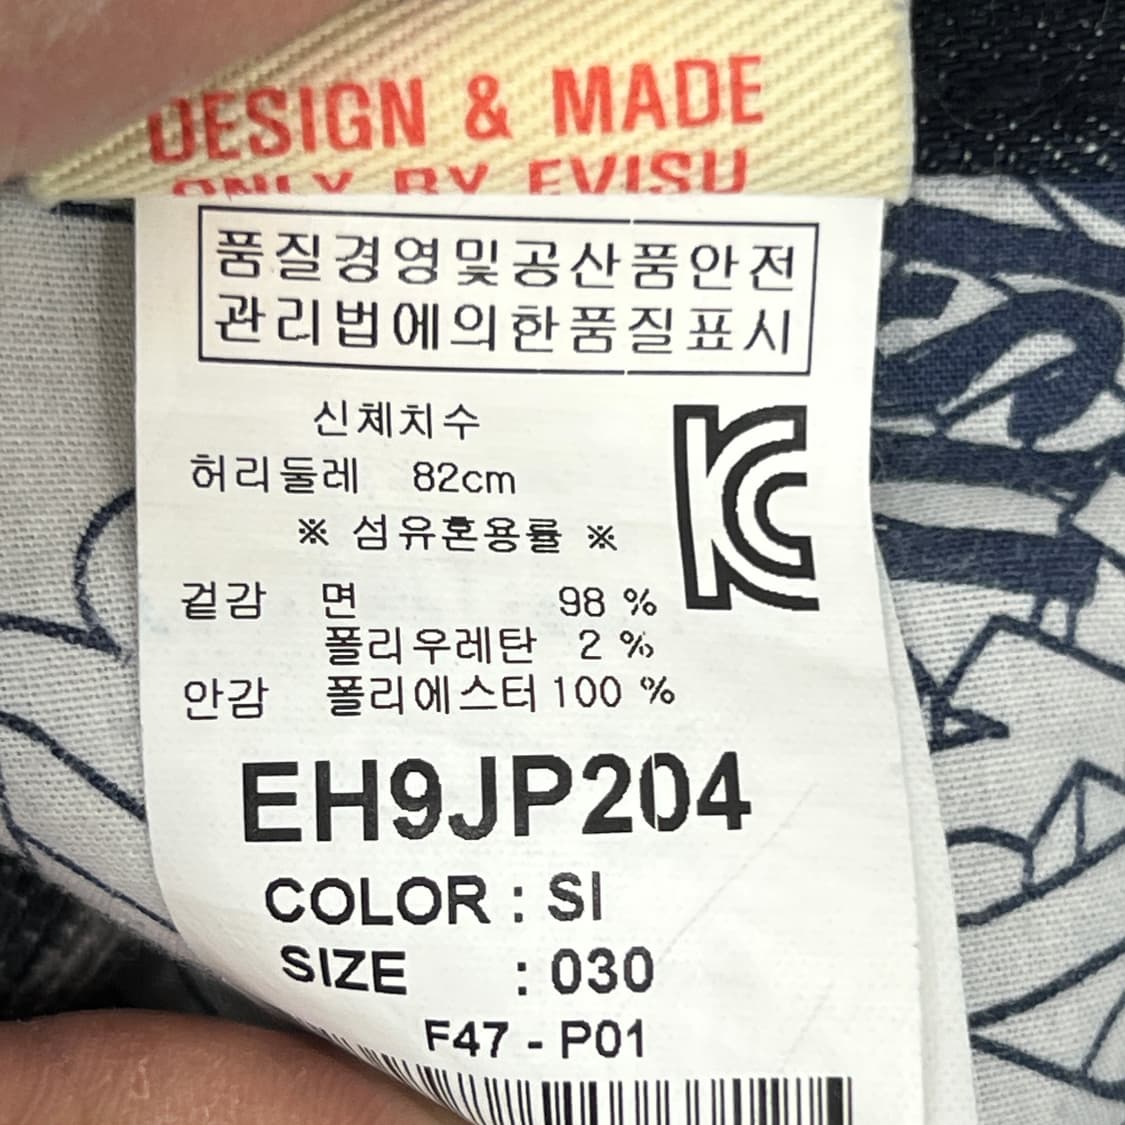 DESIGN & MADE
ONLY BY EVISU
품질경영및공산품안전
관리법에의한품질표시
신체치수
허리둘레 82cm
※ 섬유혼용률 ※
겉감 면 98 %
폴리우레탄 2 %
안감 폴리에스터 100 %
EH9JP204
COLOR : SI
SIZE : 030
F47 - P01